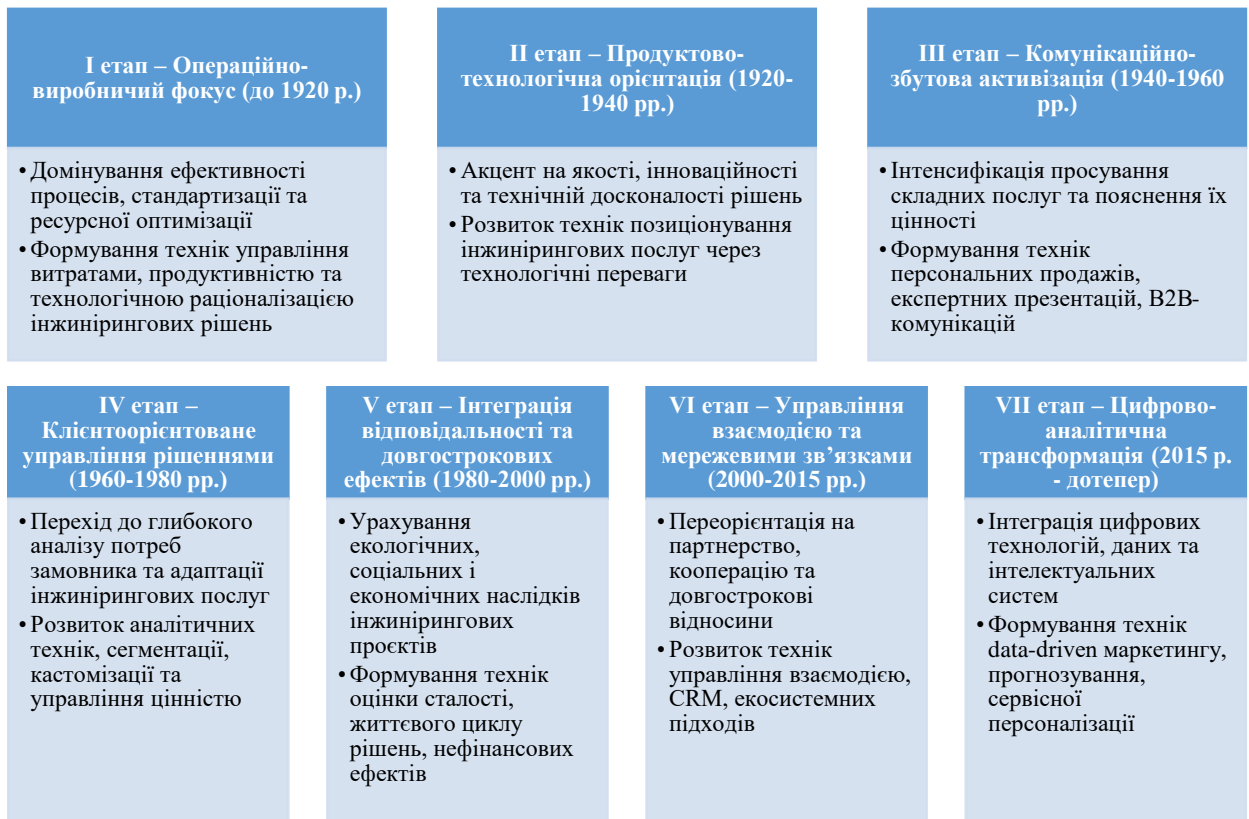 I етап – Операційно-
виробничий фокус (до 1920 р.)
• Домінування ефективності
процесів, стандартизації та
ресурсної оптимізації
• Формування технік управління
витратами, продуктивністю та
технологічною раціоналізацією
інжинірингових рішень
II етап – Продуктово-
технологічна орієнтація (1920-
1940 рр.)
• Акцент на якості, інноваційності
та технічній досконалості рішень
• Розвиток технік позиціонування
інжинірингових послуг через
технологічні переваги
III етап – Комунікаційно-
збутова активізація (1940-1960
рр.)
• Інтенсифікація просування
складних послуг та пояснення їх
цінності
• Формування технік
персональних продажів,
експертних презентацій, B2B-
комунікацій
IV етап –
Клієнтоорієнтоване
управління рішеннями
(1960-1980 рр.)
• Перехід до глибокого
аналізу потреб
замовника та адаптації
інжинірингових послуг
• Розвиток аналітичних
технік, сегментації,
кастомізації та
управління цінністю
V етап – Інтеграція
відповідальності та
довгострокових
ефектів (1980-2000 рр.)
• Урахування
екологічних,
соціальних і
економічних наслідків
інжинірингових
проєктів
• Формування технік
оцінки сталості,
життєвого циклу
рішень, нефінансових
ефектів
VI етап – Управління
взаємодією та
мережевими зв’язками
(2000-2015 рр.)
• Переорієнтація на
партнерство,
кооперацію та
довгострокові
відносини
• Розвиток технік
управління взаємодією,
CRM, екосистемних
підходів
VII етап – Цифрово-
аналітична
трансформація (2015 р.
- дотепер)
• Інтеграція цифрових
технологій, даних та
інтелектуальних
систем
• Формування технік
data-driven маркетингу,
прогнозування,
сервісної
персоналізації